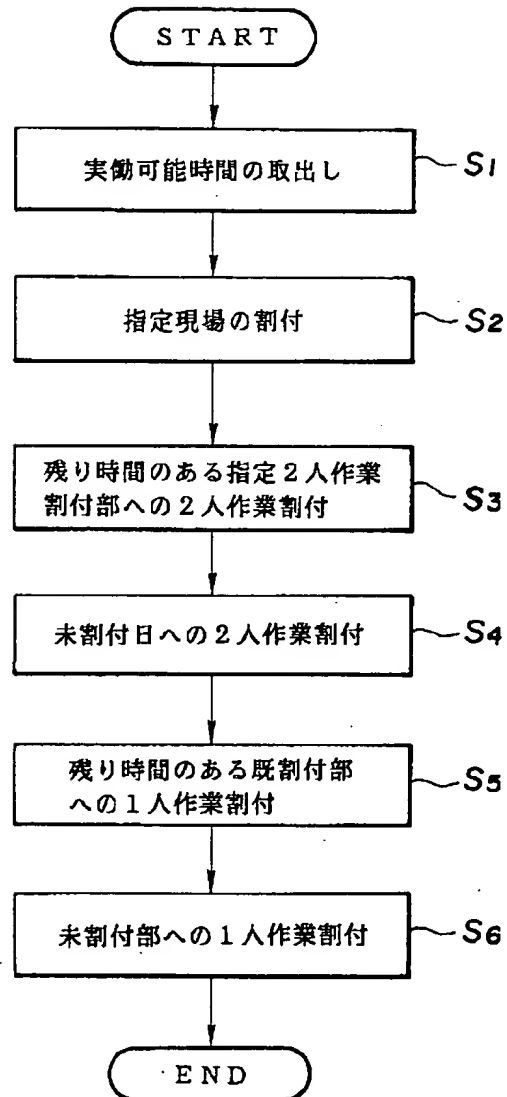 START
実働可能時間の取出し
S1
指定現場の割付
S2
残り時間のある指定2人作業
割付部への2人作業割付
S3
未割付日への2人作業割付
S4
残り時間のある既割付部
への1人作業割付
S5
未割付部への1人作業割付
S6
END